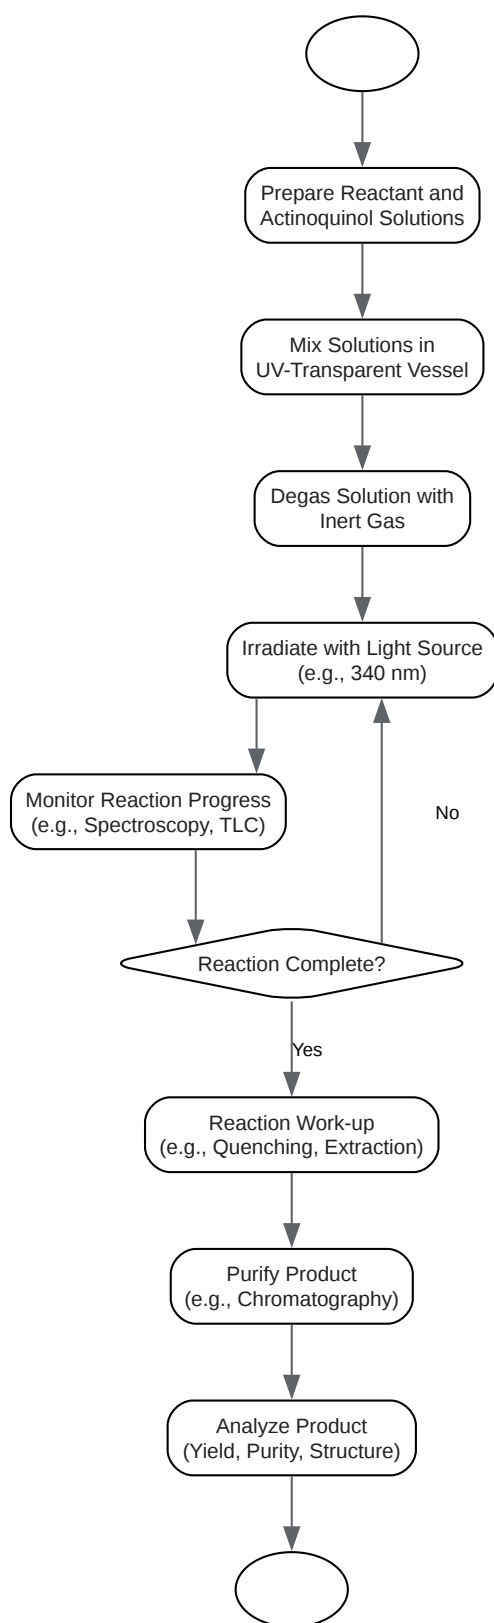 Prepare Reactant and
Actinoquinol Solutions
Mix Solutions in
UV-Transparent Vessel
Degas Solution with
Inert Gas
Irradiate with Light Source
(e.g., 340 nm)
Monitor Reaction Progress
(e.g., Spectroscopy, TLC)
No
Reaction Complete?
Yes
Reaction Work-up
(e.g., Quenching, Extraction)
Purify Product
(e.g., Chromatography)
Analyze Product
(Yield, Purity, Structure)